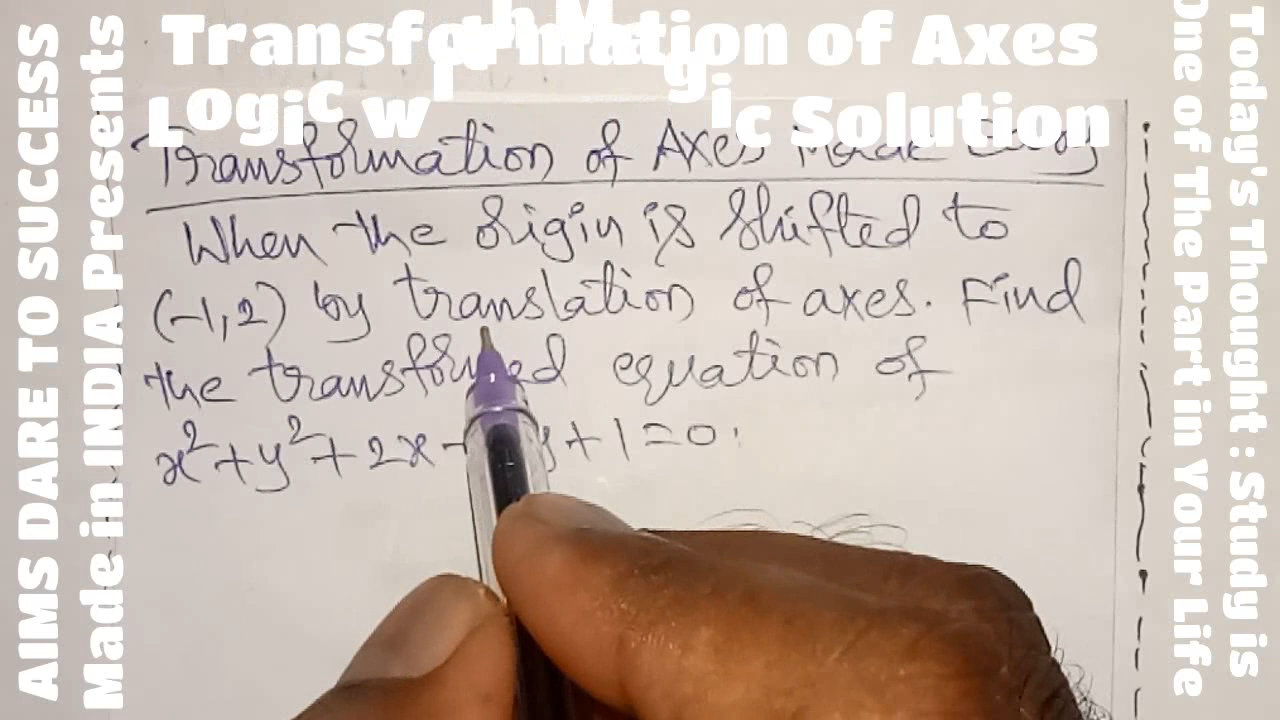 AIMS DARE TO SUCCESS
Made in INDIA Presents
Transformation of Axes
Logic Solution
Transformation of Axes Made
When the origin is shifted to
(-1,2) by translation of axes. Find
the transformed equation of
x²+y²+2x- y+1=0.
Today's Thought : Study is
One of The Part in Your Life